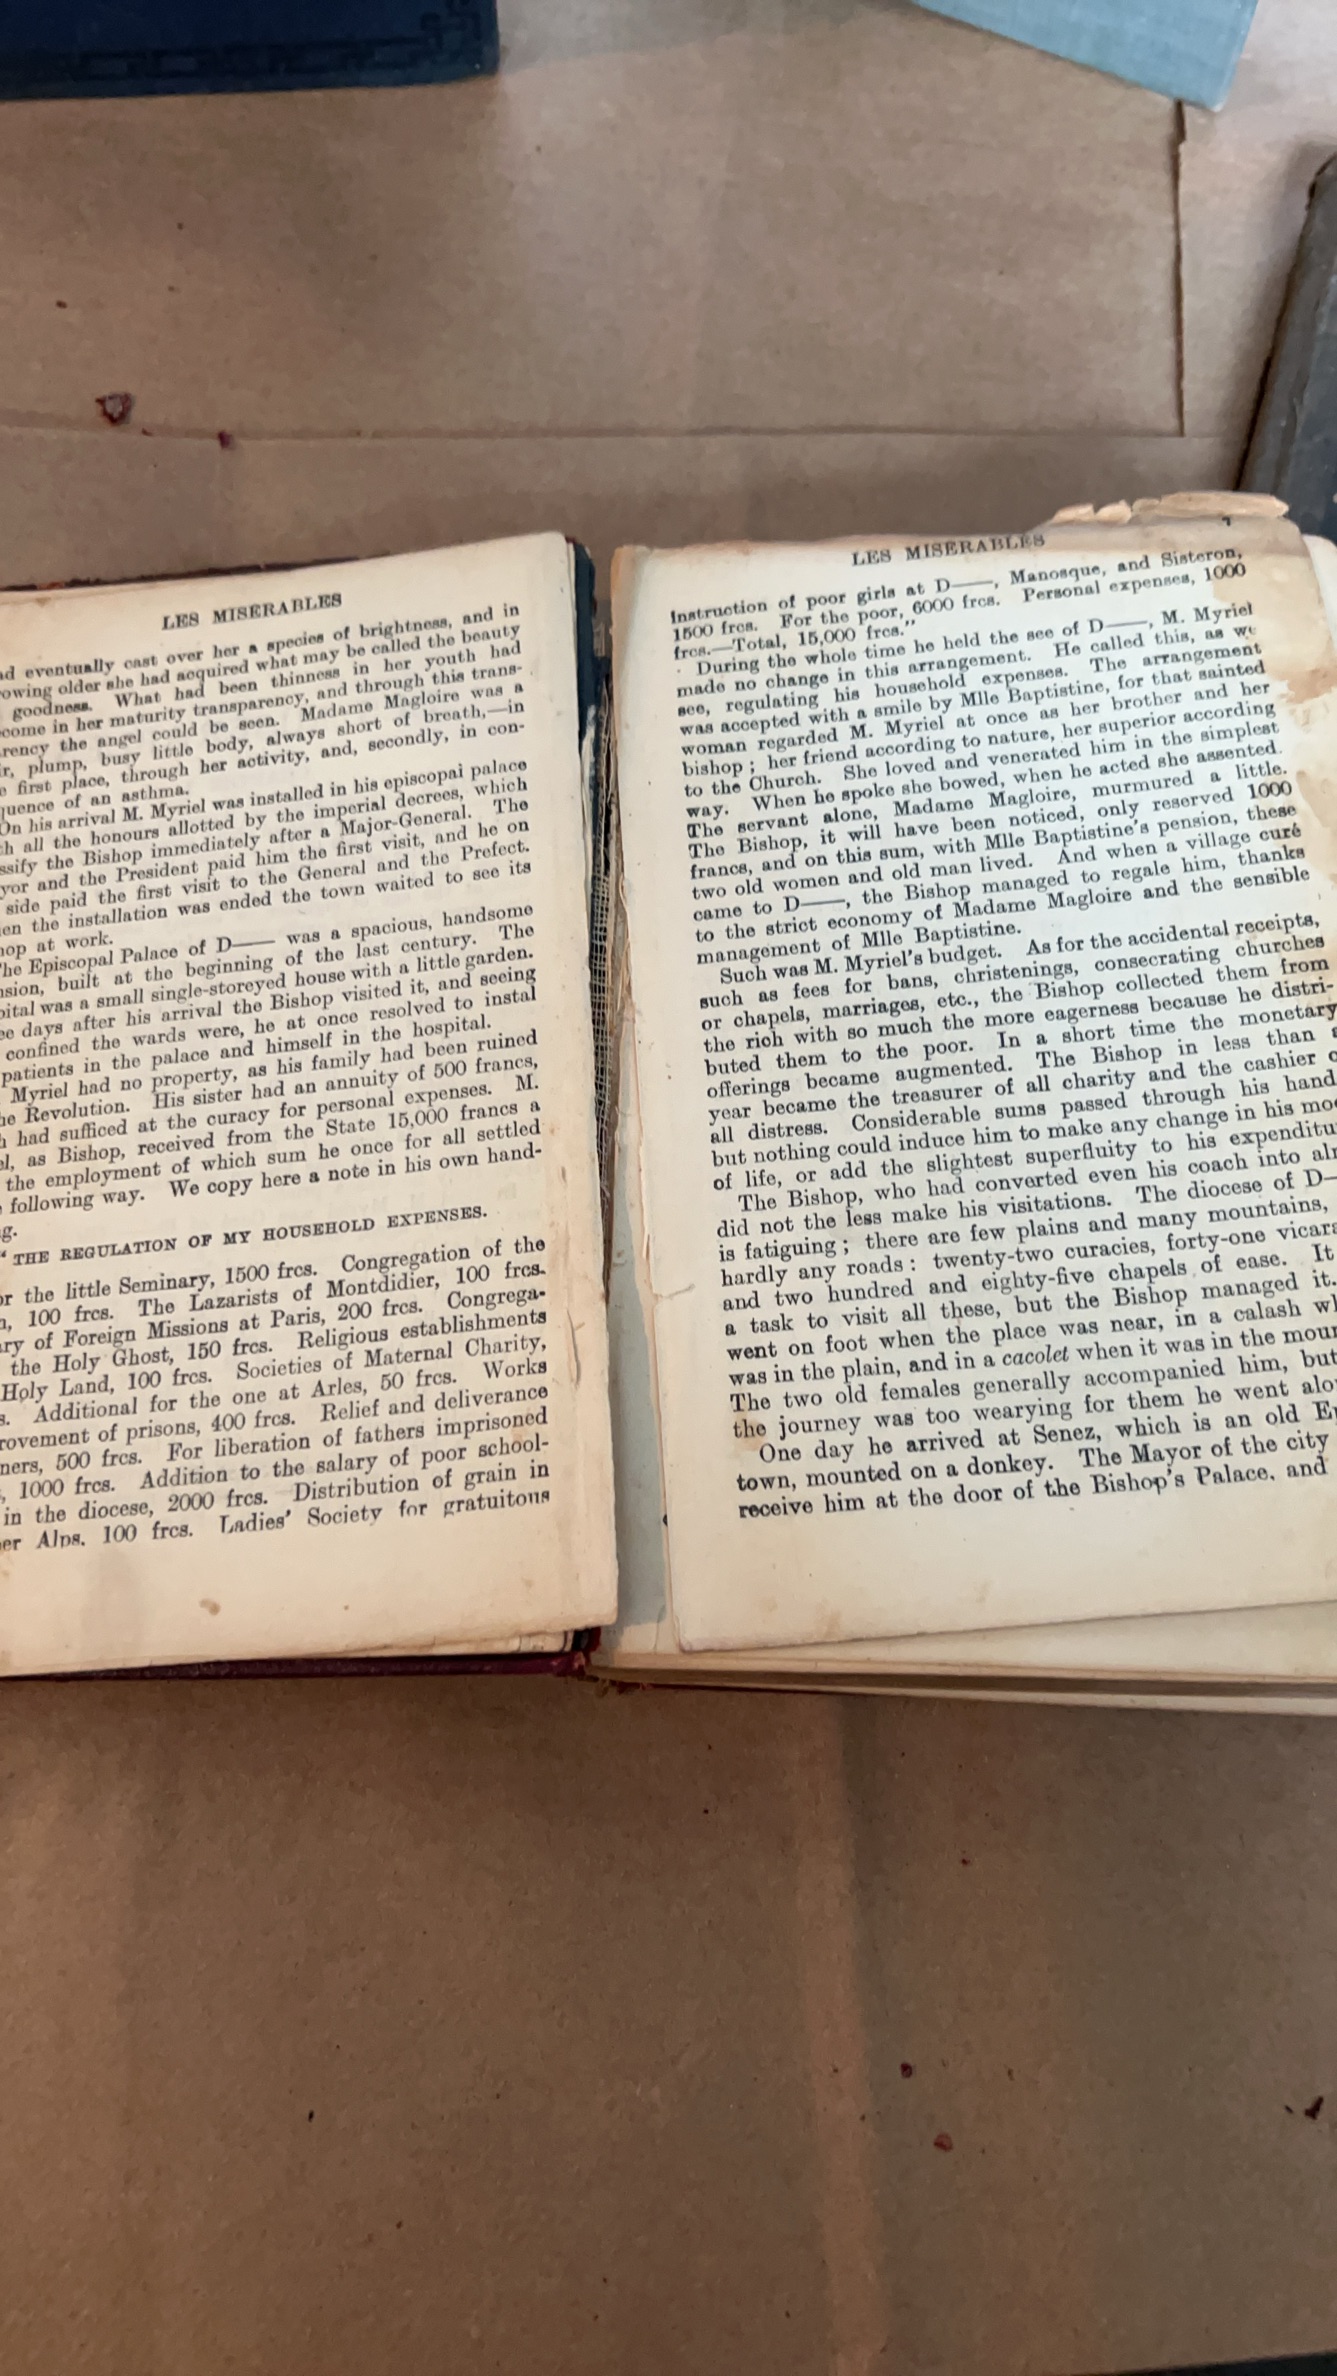 LES MISERABLES
eventually cast over her a species of brightness, and in
older she had acquired what may be called the beauty
goodness. What had been thinness in her youth had
in her maturity transparency, and through this trans-
the angel could be seen. Madame Magloire was a
plump, busy little body, always short of breath,—in
first place, through her activity, and, secondly, in con-
of an asthma.
On his arrival M. Myriel was installed in his episcopal palace
all the honours allotted by the imperial decrees, which
the Bishop immediately after a Major-General. The
and the President paid him the first visit, and he on
side paid the first visit to the General and the Prefect.
the installation was ended the town waited to see its
at work.
The Episcopal Palace of D—— was a spacious, handsome
built at the beginning of the last century. The
was a small single-storeyed house with a little garden.
days after his arrival the Bishop visited it, and seeing
confined the wards were, he at once resolved to instal
patients in the palace and himself in the hospital.
Myriel had no property, as his family had been ruined
Revolution. His sister had an annuity of 500 francs,
had sufficed at the curacy for personal expenses. M.
as Bishop, received from the State 15,000 francs a
the employment of which sum he once for all settled
following way. We copy here a note in his own hand-
"THE REGULATION OF MY HOUSEHOLD EXPENSES.
the little Seminary, 1500 frcs. Congregation of the
100 frcs. The Lazarists of Montdidier, 100 frcs.
of Foreign Missions at Paris, 200 frcs. Congrega-
the Holy Ghost, 150 frcs. Religious establishments
Holy Land, 100 frcs. Societies of Maternal Charity,
Additional for the one at Arles, 50 frcs. Works
of prisons, 400 frcs. Relief and deliverance
500 frcs. For liberation of fathers imprisoned
1000 frcs. Addition to the salary of poor school-
in the diocese, 2000 frcs. Distribution of grain in
Alps. 100 frcs. Ladies' Society for gratuitous
LES MISERABLES 7
Instruction of poor girls at D——, Manosque, and Sisteron,
1500 frcs. For the poor, 6000 frcs. Personal expenses, 1000
frcs.—Total, 15,000 frcs."
During the whole time he held the see of D——, M. Myriel
made no change in this arrangement. He called this, as we
see, regulating his household expenses. The arrangement
was accepted with a smile by Mlle Baptistine, for that sainted
woman regarded M. Myriel at once as her brother and her
bishop; her friend according to nature, her superior according
to the Church. She loved and venerated him in the simplest
way. When he spoke she bowed, when he acted she assented.
The servant alone, Madame Magloire, murmured a little.
The Bishop, it will have been noticed, only reserved 1000
francs, and on this sum, with Mlle Baptistine's pension, these
two old women and old man lived. And when a village curé
came to D——, the Bishop managed to regale him, thanks
to the strict economy of Madame Magloire and the sensible
management of Mlle Baptistine.
Such was M. Myriel's budget. As for the accidental receipts,
such as fees for bans, christenings, consecrating churches
or chapels, marriages, etc., the Bishop collected them from
the rich with so much the more eagerness because he distri-
buted them to the poor. In a short time the monetary
offerings became augmented. The Bishop in less than a
year became the treasurer of all charity and the cashier
all distress. Considerable sums passed through his hand
but nothing could induce him to make any change in his
of life, or add the slightest superfluity to his
The Bishop, who had converted even his coach into
did not the less make his visitations. The diocese of D—
is fatiguing; there are few plains and many mountains,
hardly any roads: twenty-two curacies, forty-one
and two hundred and eighty-five chapels of ease. It
a task to visit all these, but the Bishop managed it.
went on foot when the place was near, in a calash
was in the plain, and in a cacolet when it was in the
The two old females generally accompanied him, but
the journey was too wearying for them he went
One day he arrived at Senez, which is an old
town, mounted on a donkey. The Mayor of the city
receive him at the door of the Bishop's Palace, and